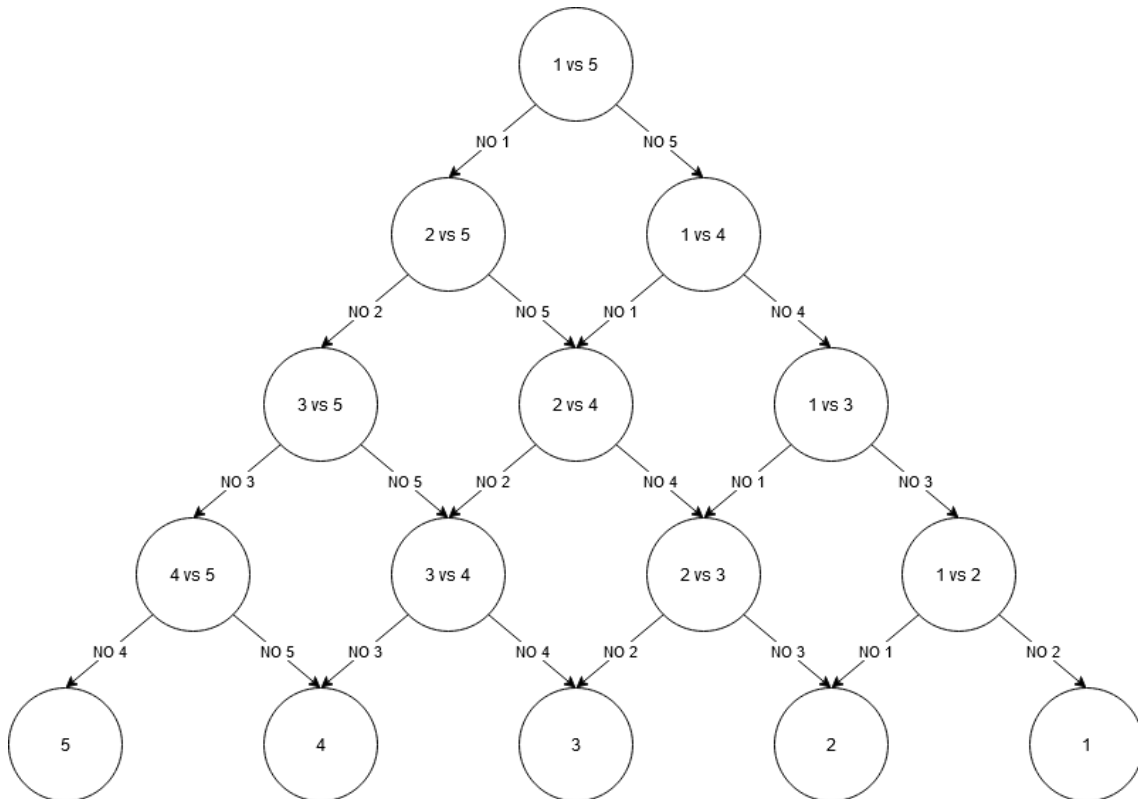 1 vs 5
NO 1
NO 5
2 vs 5
1 vs 4
NO 2
NO 5
NO 1
NO 4
3 vs 5
2 vs 4
1 vs 3
NO 3
NO 5
NO 2
NO 4
NO 1
NO 3
4 vs 5
3 vs 4
2 vs 3
1 vs 2
NO 4
NO 5
NO 3
NO 4
NO 2
NO 3
NO 1
NO 2
5
4
3
2
1